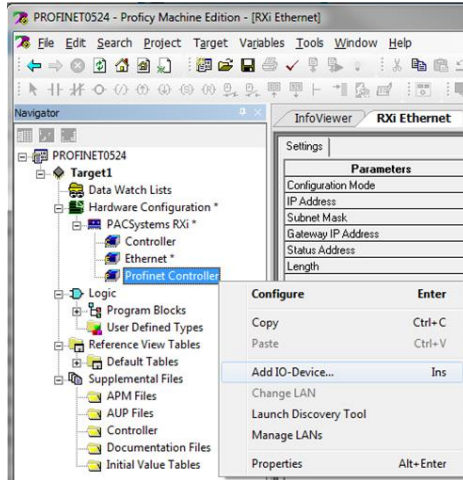 PROFINET0524 - Proficy Machine Edition - [RXi Ethernet]
File Edit Search Project Target Variables Tools Window Help
Navigator
InfoViewer RXi Ethernet
PROFINET0524
Target1
Data Watch Lists
Hardware Configuration *
PACSystems RXi *
Controller
Ethernet *
Profinet Controller
Logic
Program Blocks
User Defined Types
Reference View Tables
Default Tables
Supplemental Files
APM Files
AUP Files
Controller
Documentation Files
Initial Value Tables
Settings
Parameters
Configuration Mode
IP Address
Subnet Mask
Gateway IP Address
Status Address
Length
Configure Enter
Copy Ctrl+C
Paste Ctrl+V
Add IO-Device... Ins
Change LAN
Launch Discovery Tool
Manage LANs
Properties Alt+Enter